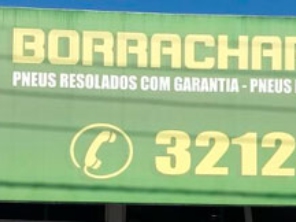 BORRACHAR
PNEUS RESOLADOS COM GARANTIA - PNEUS
3212